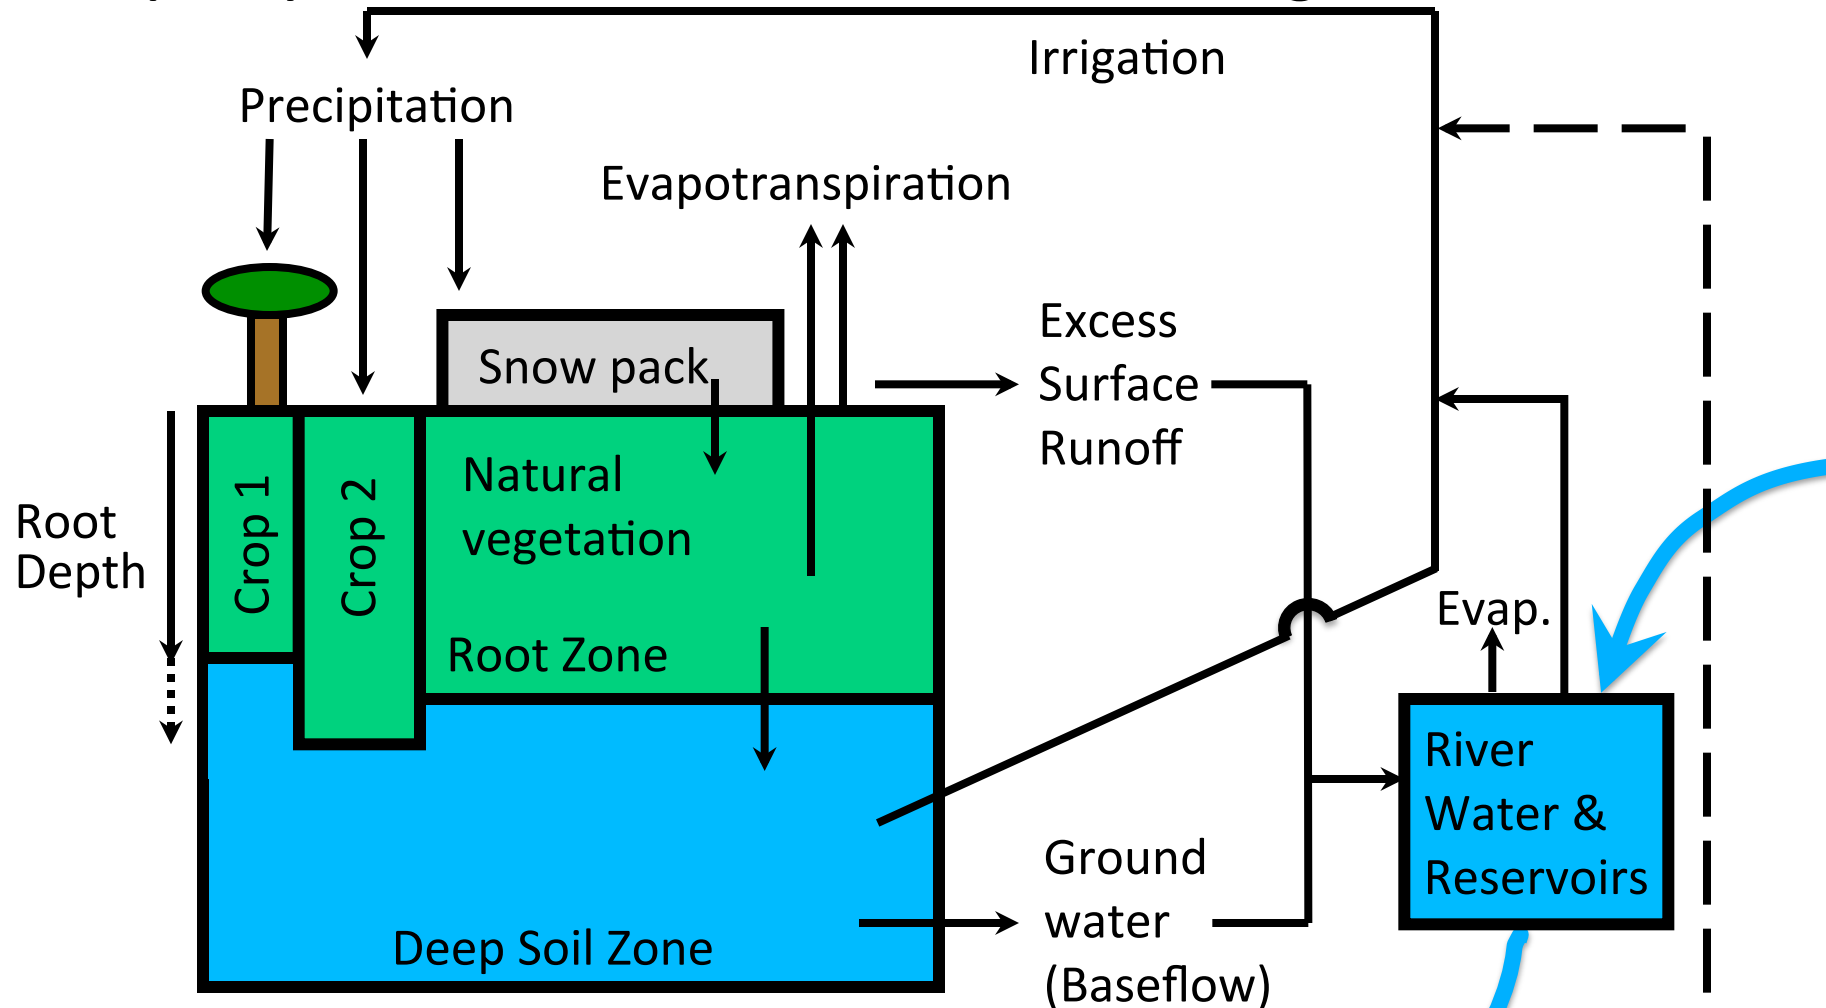 Irrigation
Precipitation
Evapotranspiration
Excess
Surface
Runoff
Snow pack
Natural
vegetation
Crop 1
Crop 2
Root
Depth
Root Zone
Evap.
River
Water &
Reservoirs
Ground
water
(Baseflow)
Deep Soil Zone